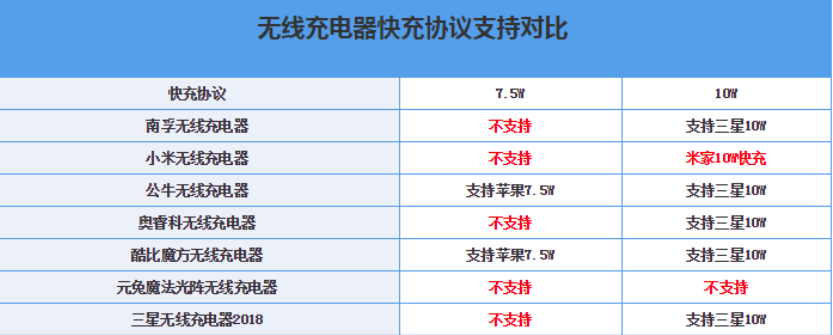 无线充电器快充协议支持对比
快充协议 7.5W 10W
南孚无线充电器 不支持 支持三星10W
小米无线充电器 不支持 米家10W快充
公牛无线充电器 支持苹果7.5W 支持三星10W
奥睿科无线充电器 不支持 支持三星10W
酷比魔方无线充电器 支持苹果7.5W 支持三星10W
元兔魔法光阵无线充电器 不支持 不支持
三星无线充电器2018 不支持 支持三星10W